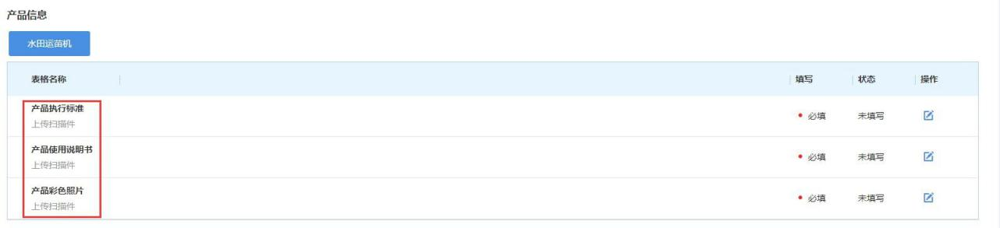 产品信息
水田运苗机
表格名称 填写 状态 操作
产品执行标准
上传扫描件
必填 未填写
产品使用说明书
上传扫描件
必填 未填写
产品彩色照片
上传扫描件
必填 未填写